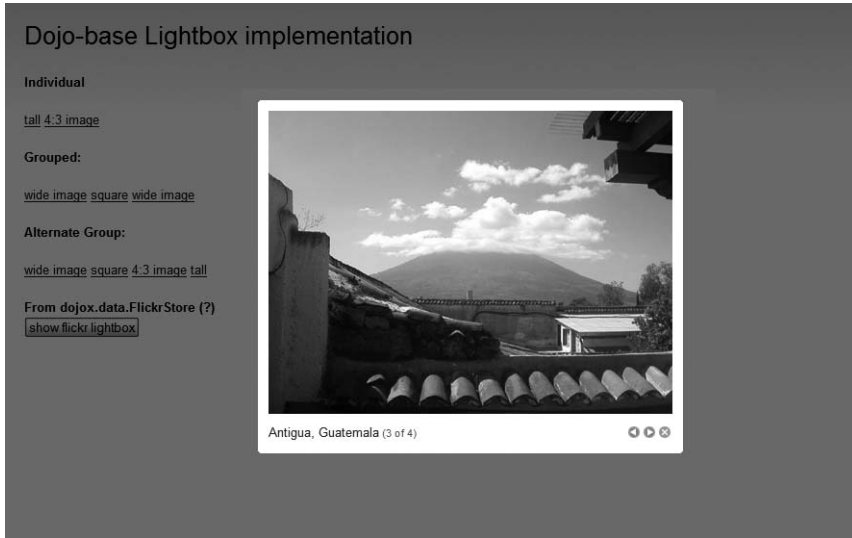 Dojo-base Lightbox implementation
Individual
tall 4:3 image
Grouped:
wide image square wide image
Alternate Group:
wide image square 4:3 image tall
From dojox.data.FlickrStore (?)
show flickr lightbox
Antigua, Guatemala (3 of 4)